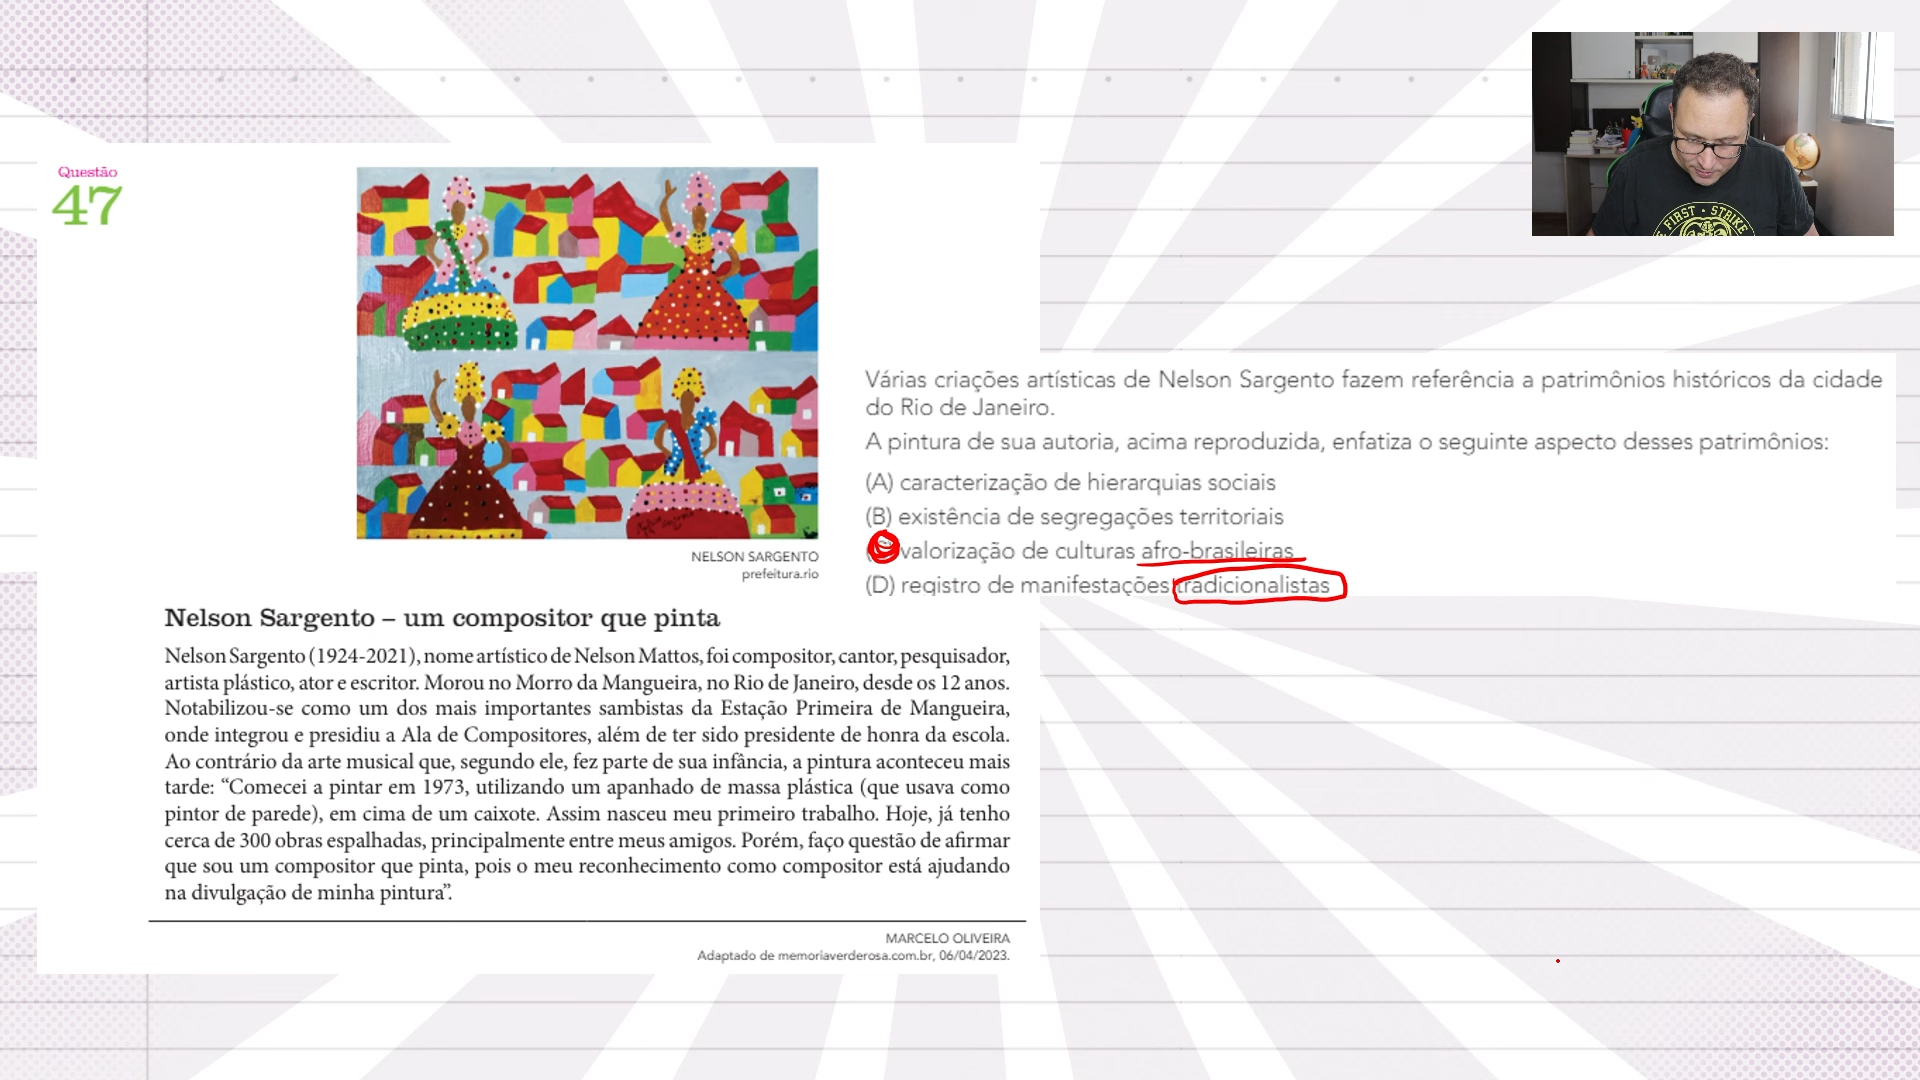 Questão
47
NELSON SARGENTO
prefeitura.rio
Nelson Sargento – um compositor que pinta
Nelson Sargento (1924-2021), nome artístico de Nelson Mattos, foi compositor, cantor, pesquisador,
artista plástico, ator e escritor. Morou no Morro da Mangueira, no Rio de Janeiro, desde os 12 anos.
Notabilizou-se como um dos mais importantes sambistas da Estação Primeira de Mangueira,
onde integrou e presidiu a Ala de Compositores, além de ter sido presidente de honra da escola.
Ao contrário da arte musical que, segundo ele, fez parte de sua infância, a pintura aconteceu mais
tarde: “Comecei a pintar em 1973, utilizando um apanhado de massa plástica (que usava como
pintor de parede), em cima de um caixote. Assim nasceu meu primeiro trabalho. Hoje, já tenho
cerca de 300 obras espalhadas, principalmente entre meus amigos. Porém, faço questão de afirmar
que sou um compositor que pinta, pois o meu reconhecimento como compositor está ajudando
na divulgação de minha pintura”.
MARCELO OLIVEIRA
Adaptado de memoriaverderosa.com.br, 06/04/2023.
Várias criações artísticas de Nelson Sargento fazem referência a patrimônios históricos da cidade
do Rio de Janeiro.
A pintura de sua autoria, acima reproduzida, enfatiza o seguinte aspecto desses patrimônios:
(A) caracterização de hierarquias sociais
(B) existência de segregações territoriais
valorização de culturas afro-brasileiras
(D) registro de manifestações tradicionalistas
FIRST • STRIKE